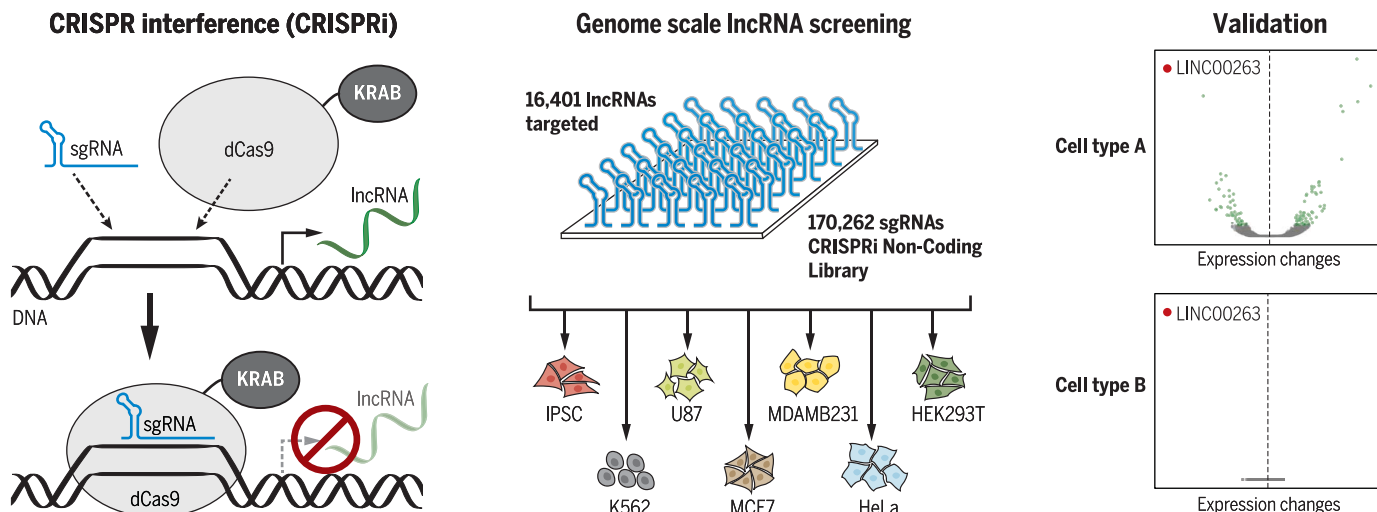 CRISPR interference (CRISPRi)
KRAB
sgRNA
dCas9
lncRNA
DNA
KRAB
lncRNA
sgRNA
dCas9
Genome scale lncRNA screening
16,401 lncRNAs
targeted
170,262 sgRNAs
CRISPRi Non-Coding
Library
IPSC
U87
MDAMB231
HEK293T
K562
MCF7
HeLa
Validation
LINC00263
Cell type A
Expression changes
LINC00263
Cell type B
Expression changes